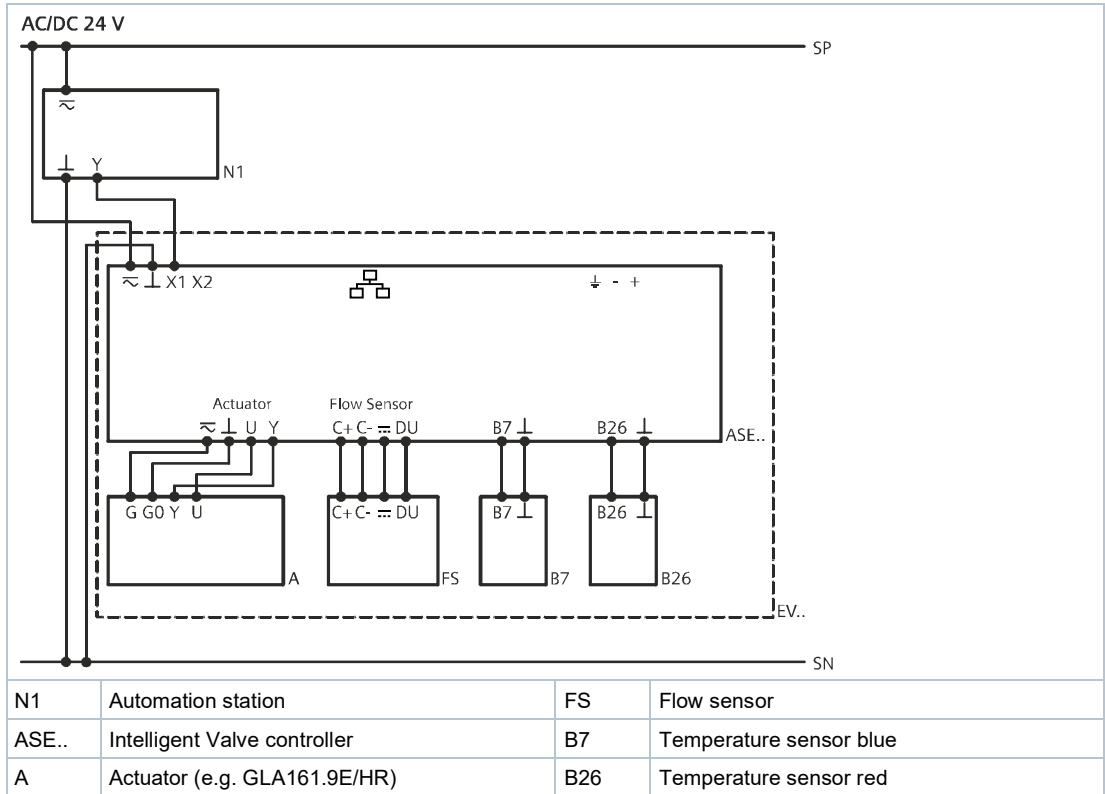 AC/DC 24 V
SP
⏦
⊥ Y
N1
⏦ ⊥ X1 X2
⏚ - +
Actuator Flow Sensor
⏦ ⊥ U Y C+ C- ⎓ DU B7 ⊥ B26 ⊥
ASE..
G G0 Y U C+ C- ⎓ DU B7 ⊥ B26 ⊥
A FS B7 B26
EV..
SN
N1 Automation station FS Flow sensor
ASE.. Intelligent Valve controller B7 Temperature sensor blue
A Actuator (e.g. GLA161.9E/HR) B26 Temperature sensor red